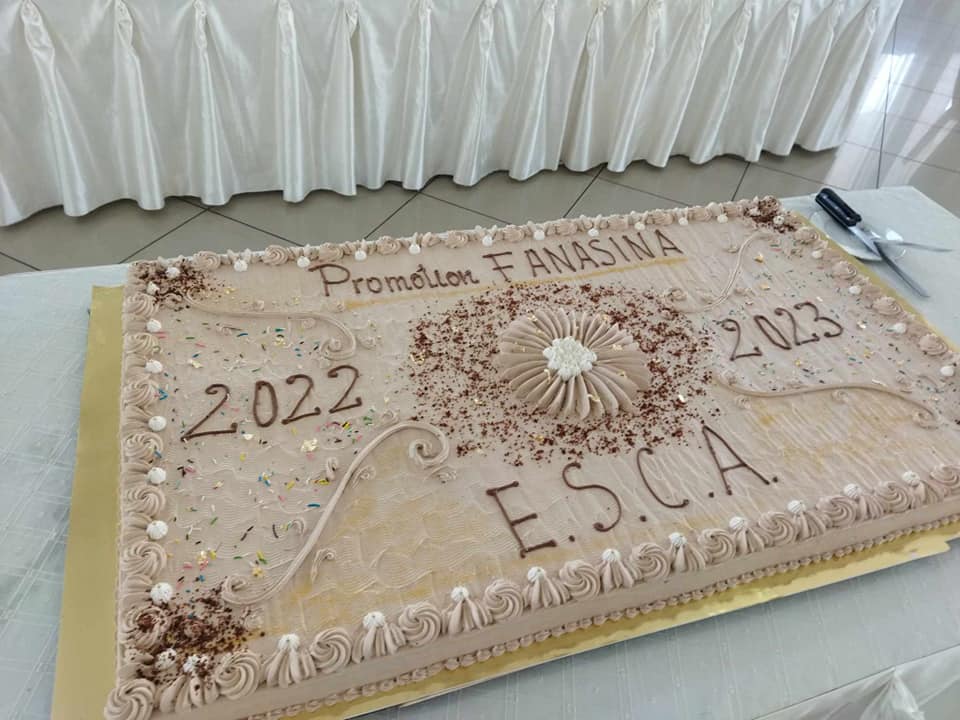 Promotion FANASINA
2022 2023
E.S.C.A.